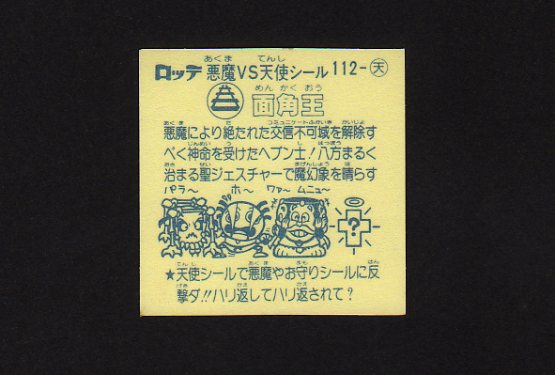 ロッテ 悪魔VS天使シール 112-天
面角王
悪魔により絶たれた交信不可城を解除す
べく神命を受けたヘブン士!八方まるく
治まる聖ジェスチャーで魔幻象を晴らす
パラ〜 ホ〜 ワァ〜 ムニュ〜
?
★天使シールで悪魔やお守りシールに反
撃ダ!!ハリ返してハリ返されて?